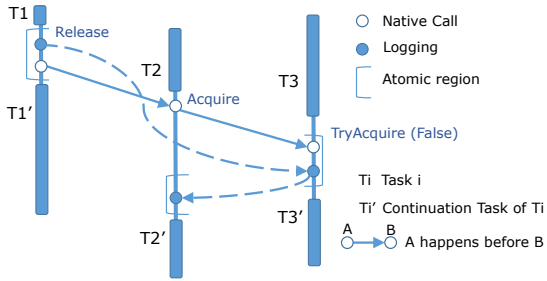 T1
Release
T1′
T2
Acquire
T2′
T3
TryAcquire (False)
T3′
Native Call
Logging
Atomic region
Ti Task i
Ti′ Continuation Task of Ti
A B
A happens before B